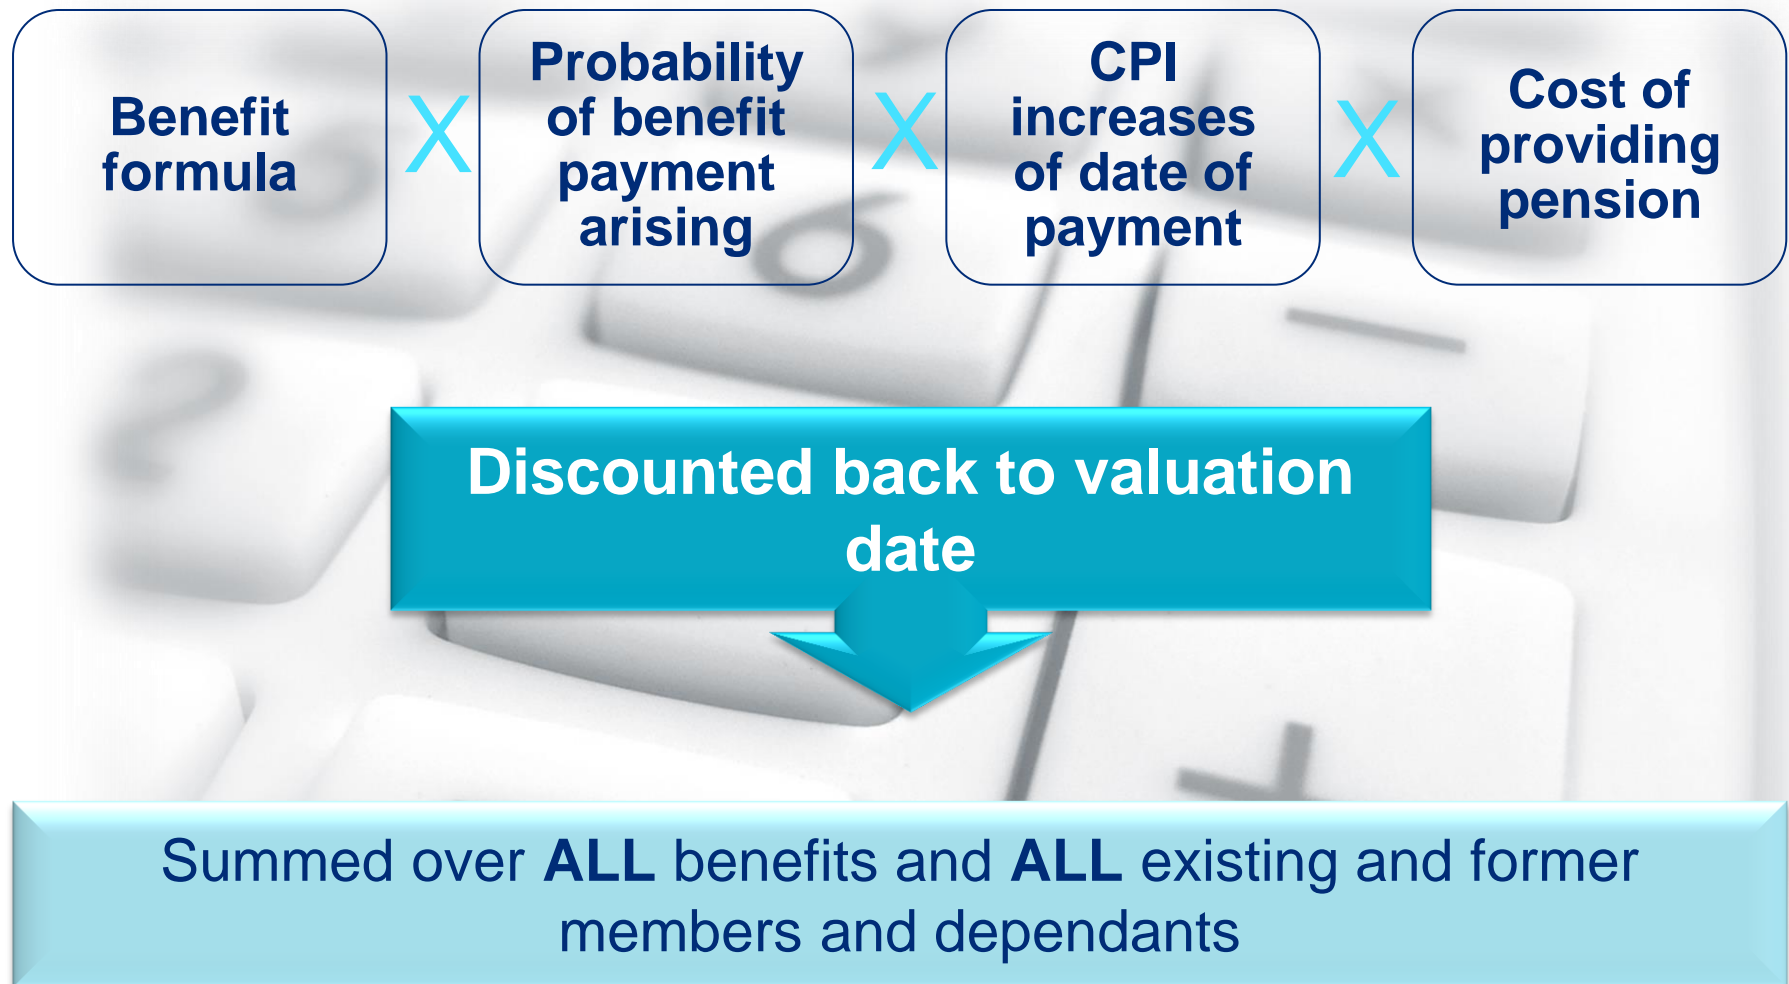 Benefit
formula
X
Probability
of benefit
payment
arising
X
CPI
increases
of date of
payment
X
Cost of
providing
pension
Discounted back to valuation
date
Summed over ALL benefits and ALL existing and former
members and dependants